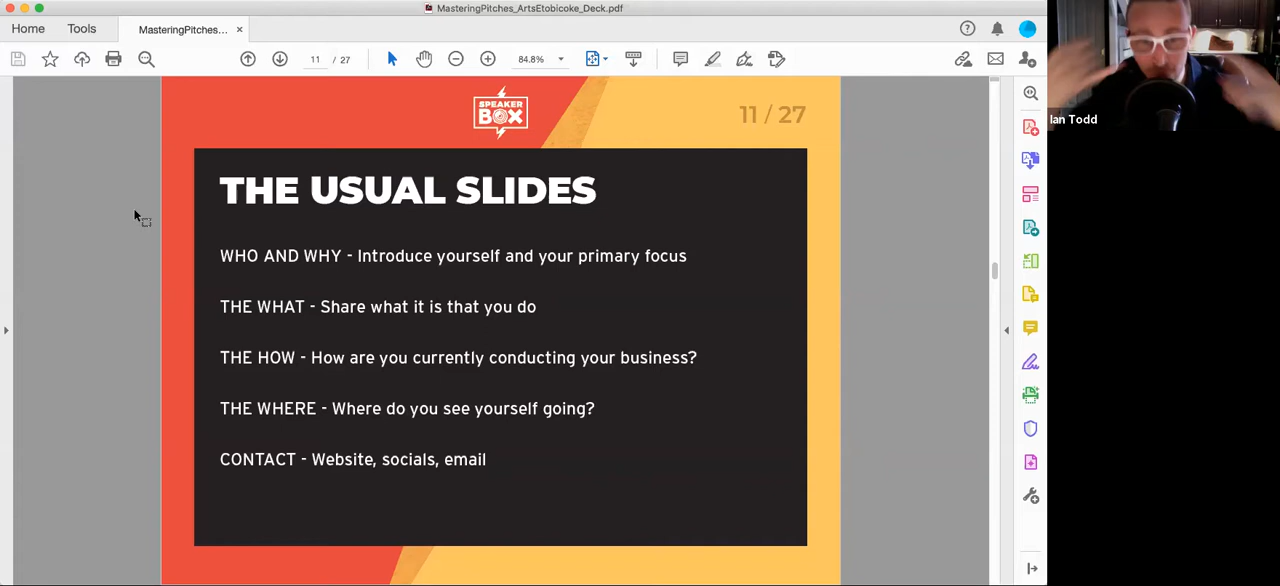 MasteringPitches_ArtsEtobicoke_Deck.pdf
Home
Tools
MasteringPitches...
11 / 27
84.8%
SPEAKER
BOX
11 / 27
THE USUAL SLIDES
WHO AND WHY - Introduce yourself and your primary focus
THE WHAT - Share what it is that you do
THE HOW - How are you currently conducting your business?
THE WHERE - Where do you see yourself going?
CONTACT - Website, socials, email
Ian Todd